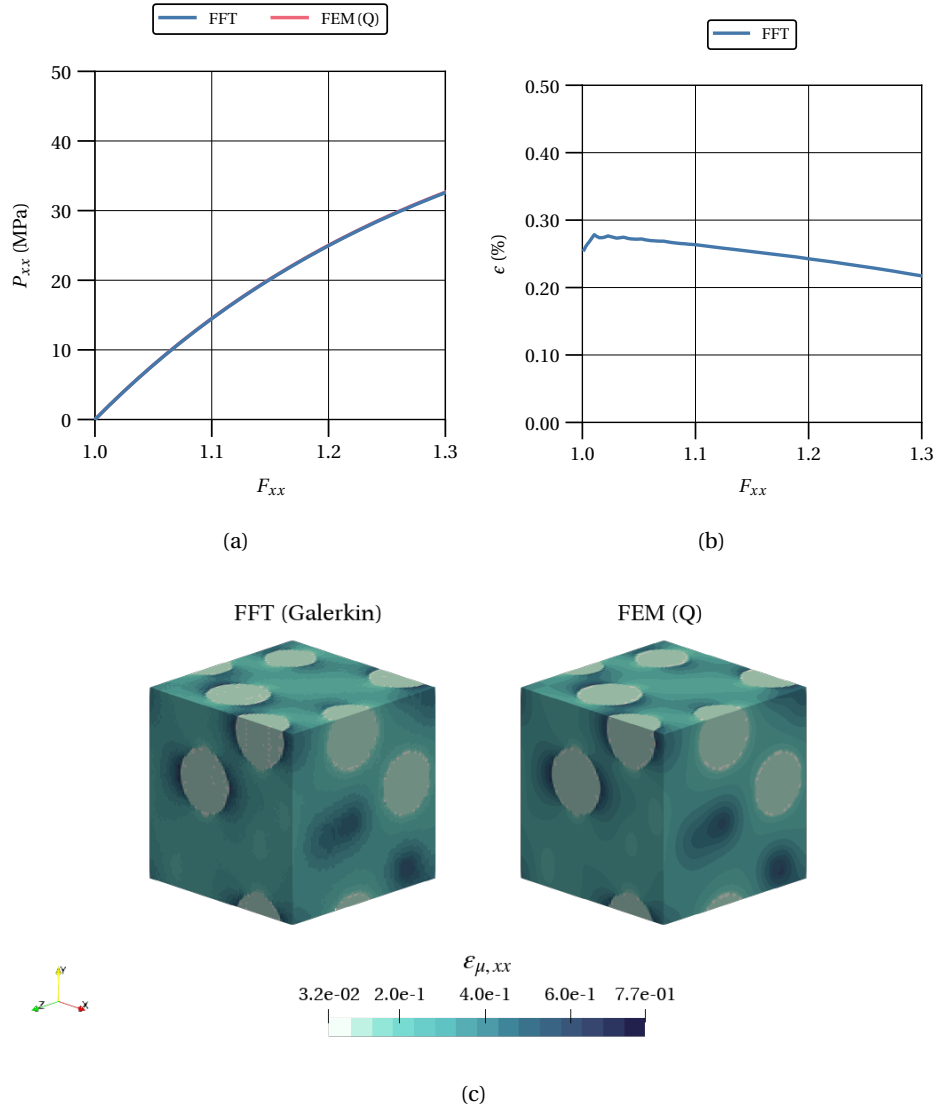 FFT FEM (Q)
50
40
30
20
10
0
P_xx (MPa)
1.0 1.1 1.2 1.3
F_xx
(a)
FFT
0.50
0.40
0.30
0.20
0.10
0.00
ϵ (%)
1.0 1.1 1.2 1.3
F_xx
(b)
FFT (Galerkin) FEM (Q)
Y
Z X
ε_μ,xx
3.2e-02 2.0e-1 4.0e-1 6.0e-1 7.7e-01
(c)